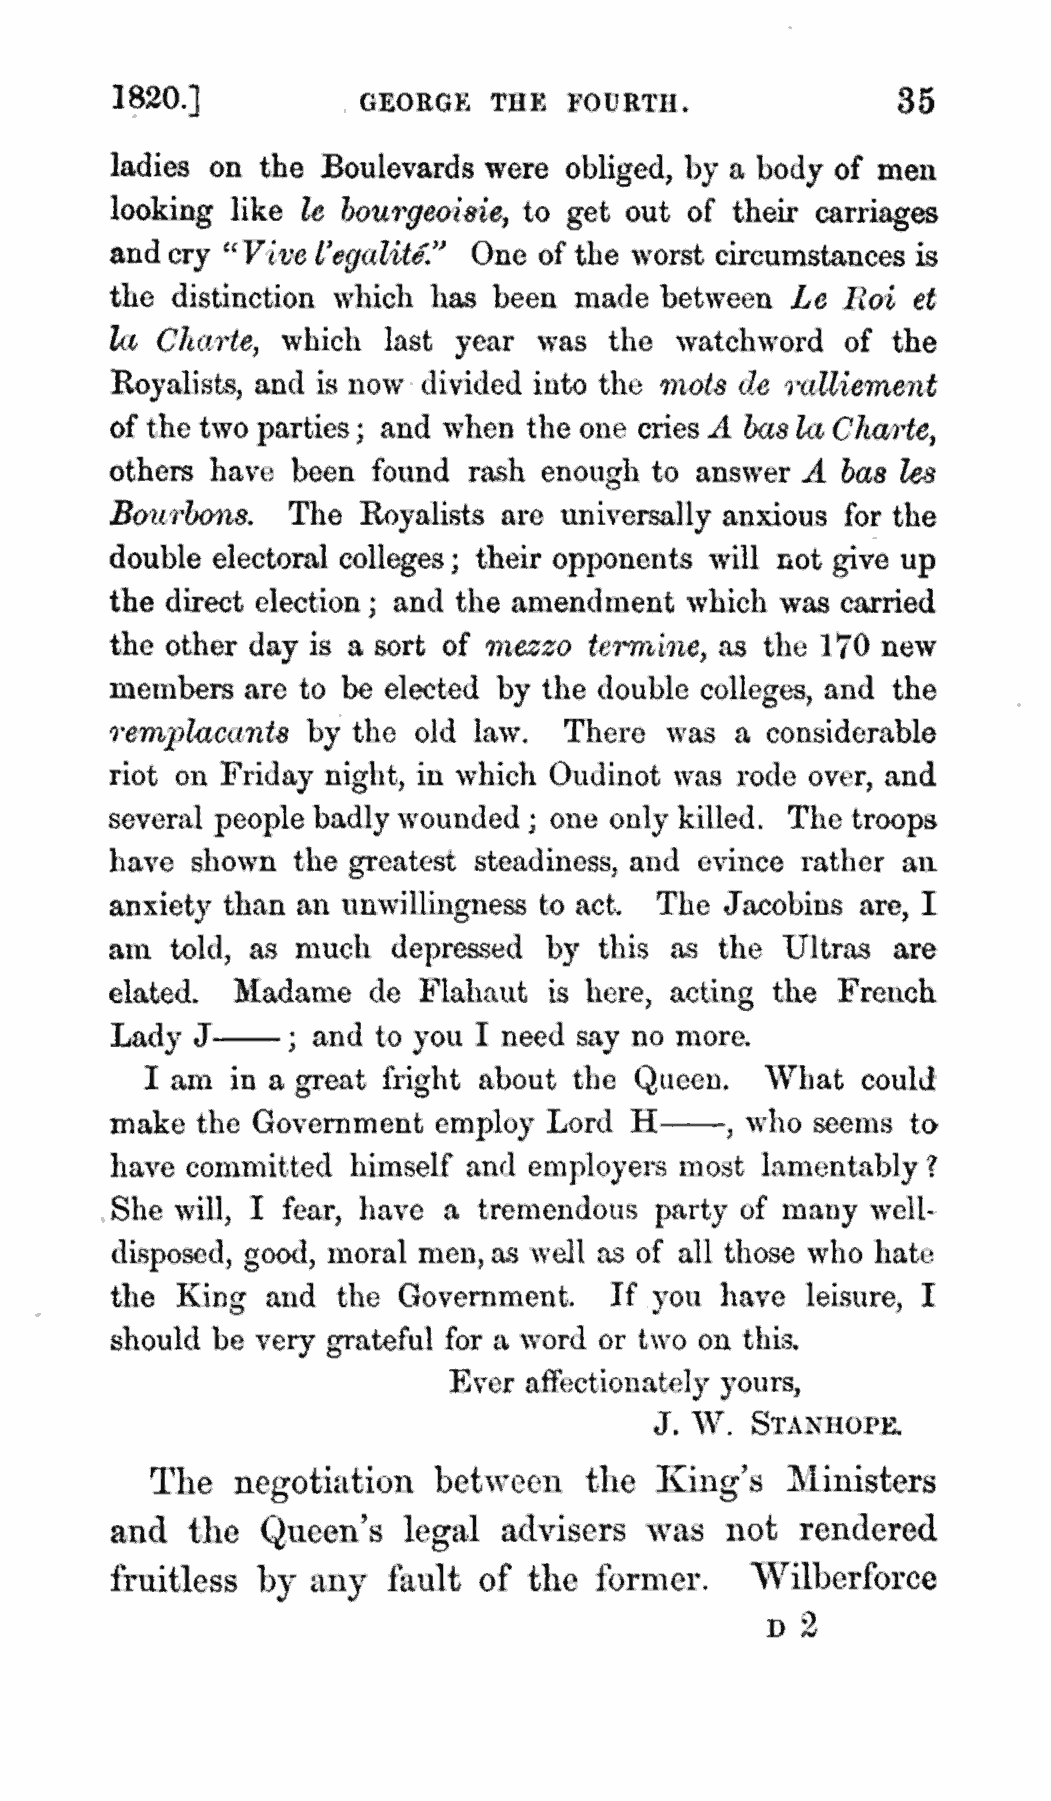 1820.] GEORGE THE FOURTH. 35
ladies on the Boulevards were obliged, by a body of men
looking like le bourgeoisie, to get out of their carriages
and cry “Vive l'egalité.” One of the worst circumstances is
the distinction which has been made between Le Roi et
la Charte, which last year was the watchword of the
Royalists, and is now divided into the mots de ralliement
of the two parties; and when the one cries A bas la Charte,
others have been found rash enough to answer A bas les
Bourbons. The Royalists are universally anxious for the
double electoral colleges; their opponents will not give up
the direct election; and the amendment which was carried
the other day is a sort of mezzo termine, as the 170 new
members are to be elected by the double colleges, and the
remplacants by the old law. There was a considerable
riot on Friday night, in which Oudinot was rode over, and
several people badly wounded; one only killed. The troops
have shown the greatest steadiness, and evince rather an
anxiety than an unwillingness to act. The Jacobins are, I
am told, as much depressed by this as the Ultras are
elated. Madame de Flahaut is here, acting the French
Lady J——; and to you I need say no more.
I am in a great fright about the Queen. What could
make the Government employ Lord H——, who seems to
have committed himself and employers most lamentably?
She will, I fear, have a tremendous party of many well-
disposed, good, moral men, as well as of all those who hate
the King and the Government. If you have leisure, I
should be very grateful for a word or two on this.
Ever affectionately yours,
J. W. STANHOPE.
The negotiation between the King's Ministers
and the Queen's legal advisers was not rendered
fruitless by any fault of the former. Wilberforce
D 2